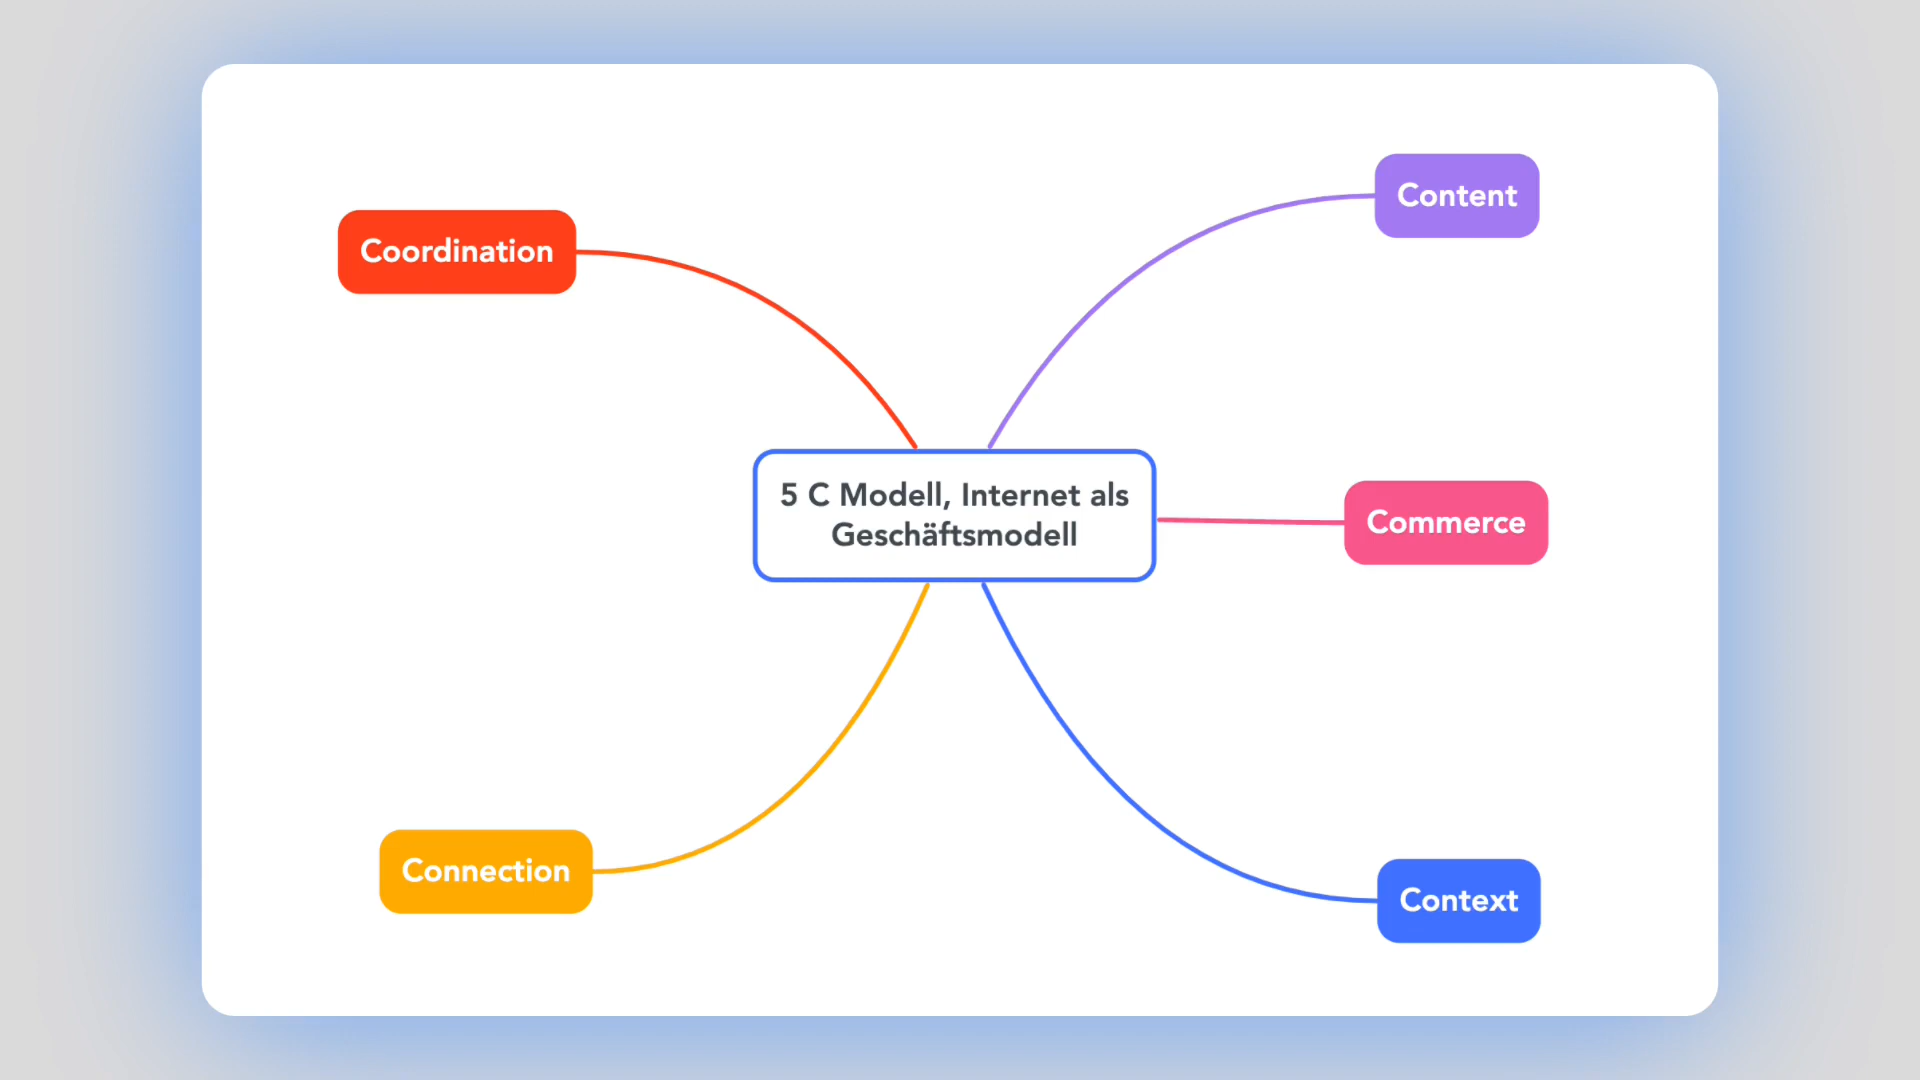 Content
Coordination
5 C Modell, Internet als
Geschäftsmodell
Commerce
Connection
Context